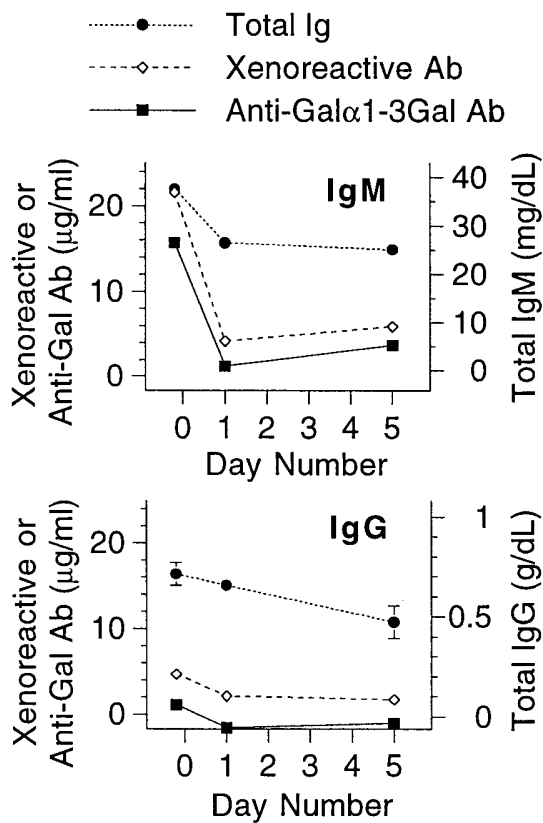 Total Ig
Xenoreactive Ab
Anti-Galα1-3Gal Ab
IgM
Xenoreactive or
Anti-Gal Ab (μg/ml)
20
10
0
40
30
20
10
0
Total IgM (mg/dL)
0 1 2 3 4 5
Day Number
IgG
Xenoreactive or
Anti-Gal Ab (μg/ml)
20
10
0
1
0.5
0
Total IgG (g/dL)
0 1 2 3 4 5
Day Number